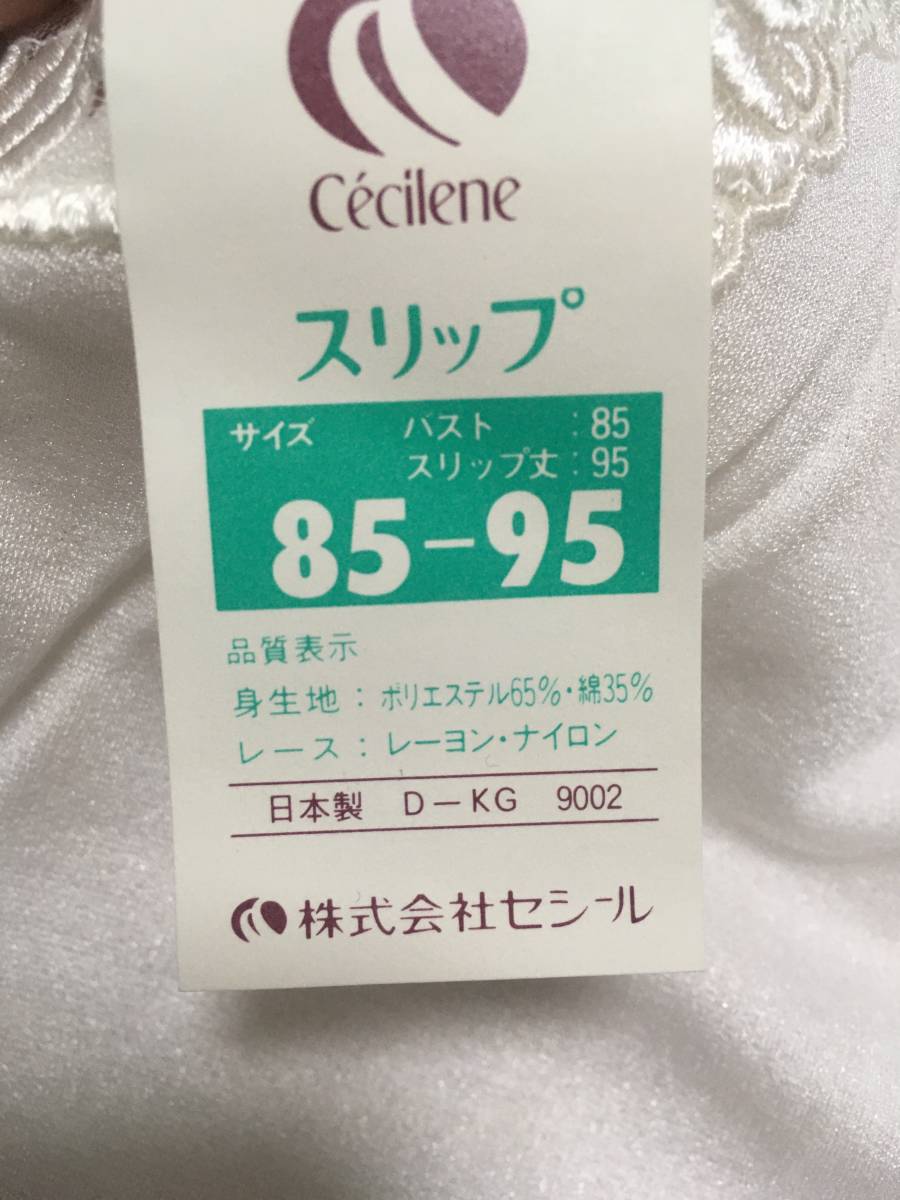 Cécilene
スリップ
サイズ バスト :85
スリップ丈:95
85-95
品質表示
身生地:ポリエステル65%・綿35%
レース:レーヨン・ナイロン
日本製 D-KG 9002
株式会社セシール